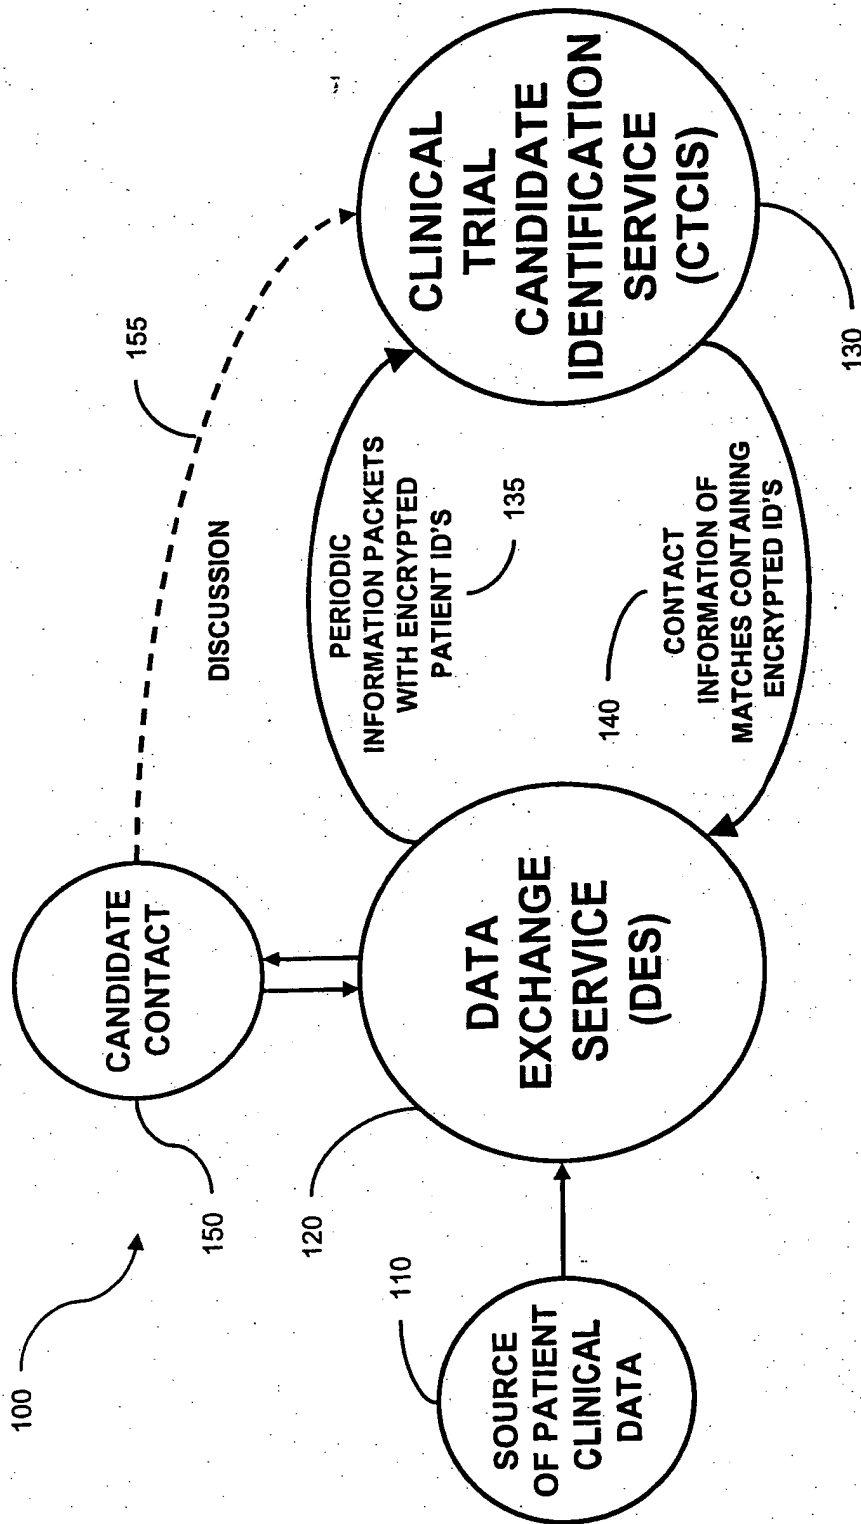 100
CANDIDATE
CONTACT
150
DISCUSSION
155
SOURCE
OF PATIENT
CLINICAL
DATA
110
DATA
EXCHANGE
SERVICE
(DES)
120
PERIODIC
INFORMATION PACKETS
WITH ENCRYPTED
PATIENT ID'S
135
140
CONTACT
INFORMATION OF
MATCHES CONTAINING
ENCRYPTED ID'S
CLINICAL
TRIAL
CANDIDATE
IDENTIFICATION
SERVICE
(CTCIS)
130